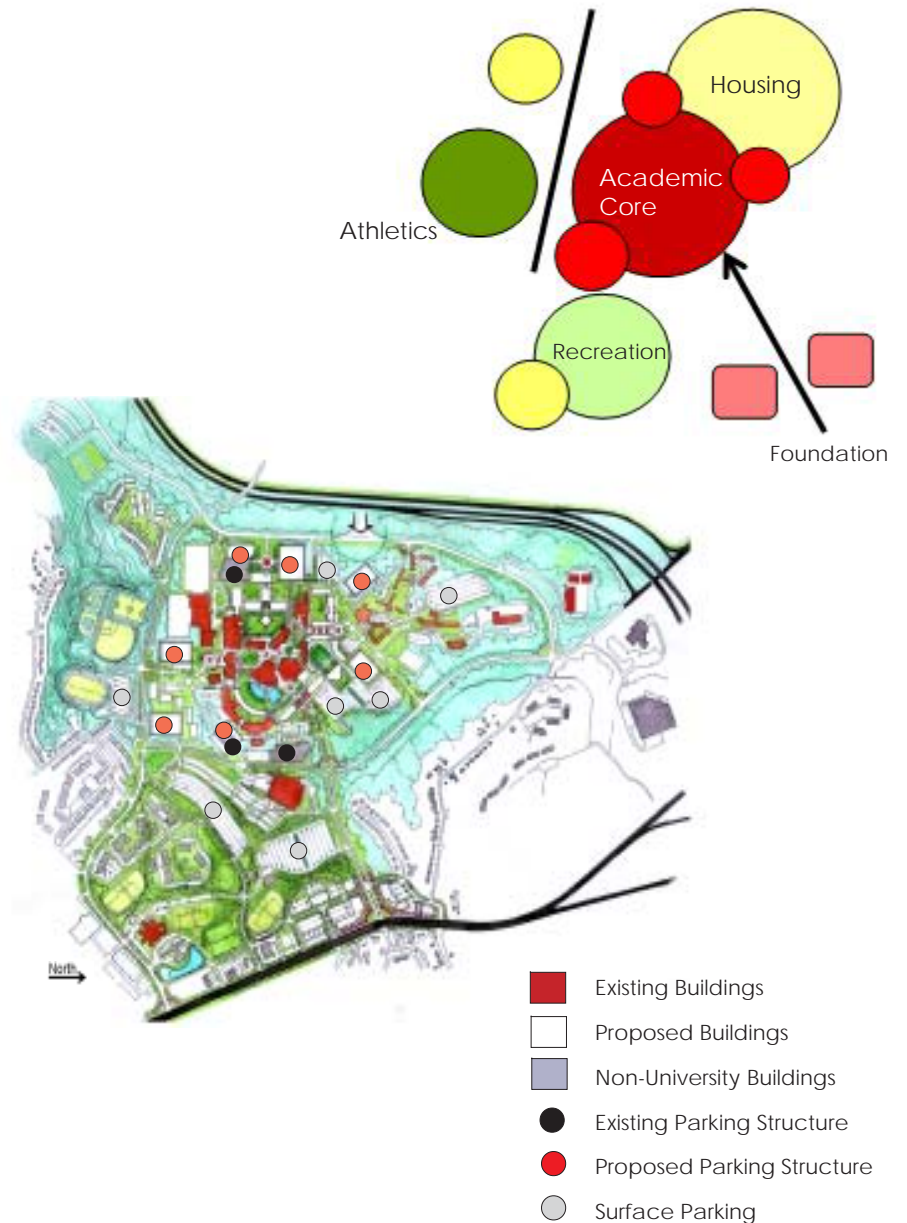 Housing
Academic
Core
Athletics
Recreation
Foundation
North
Existing Buildings
Proposed Buildings
Non-University Buildings
Existing Parking Structure
Proposed Parking Structure
Surface Parking